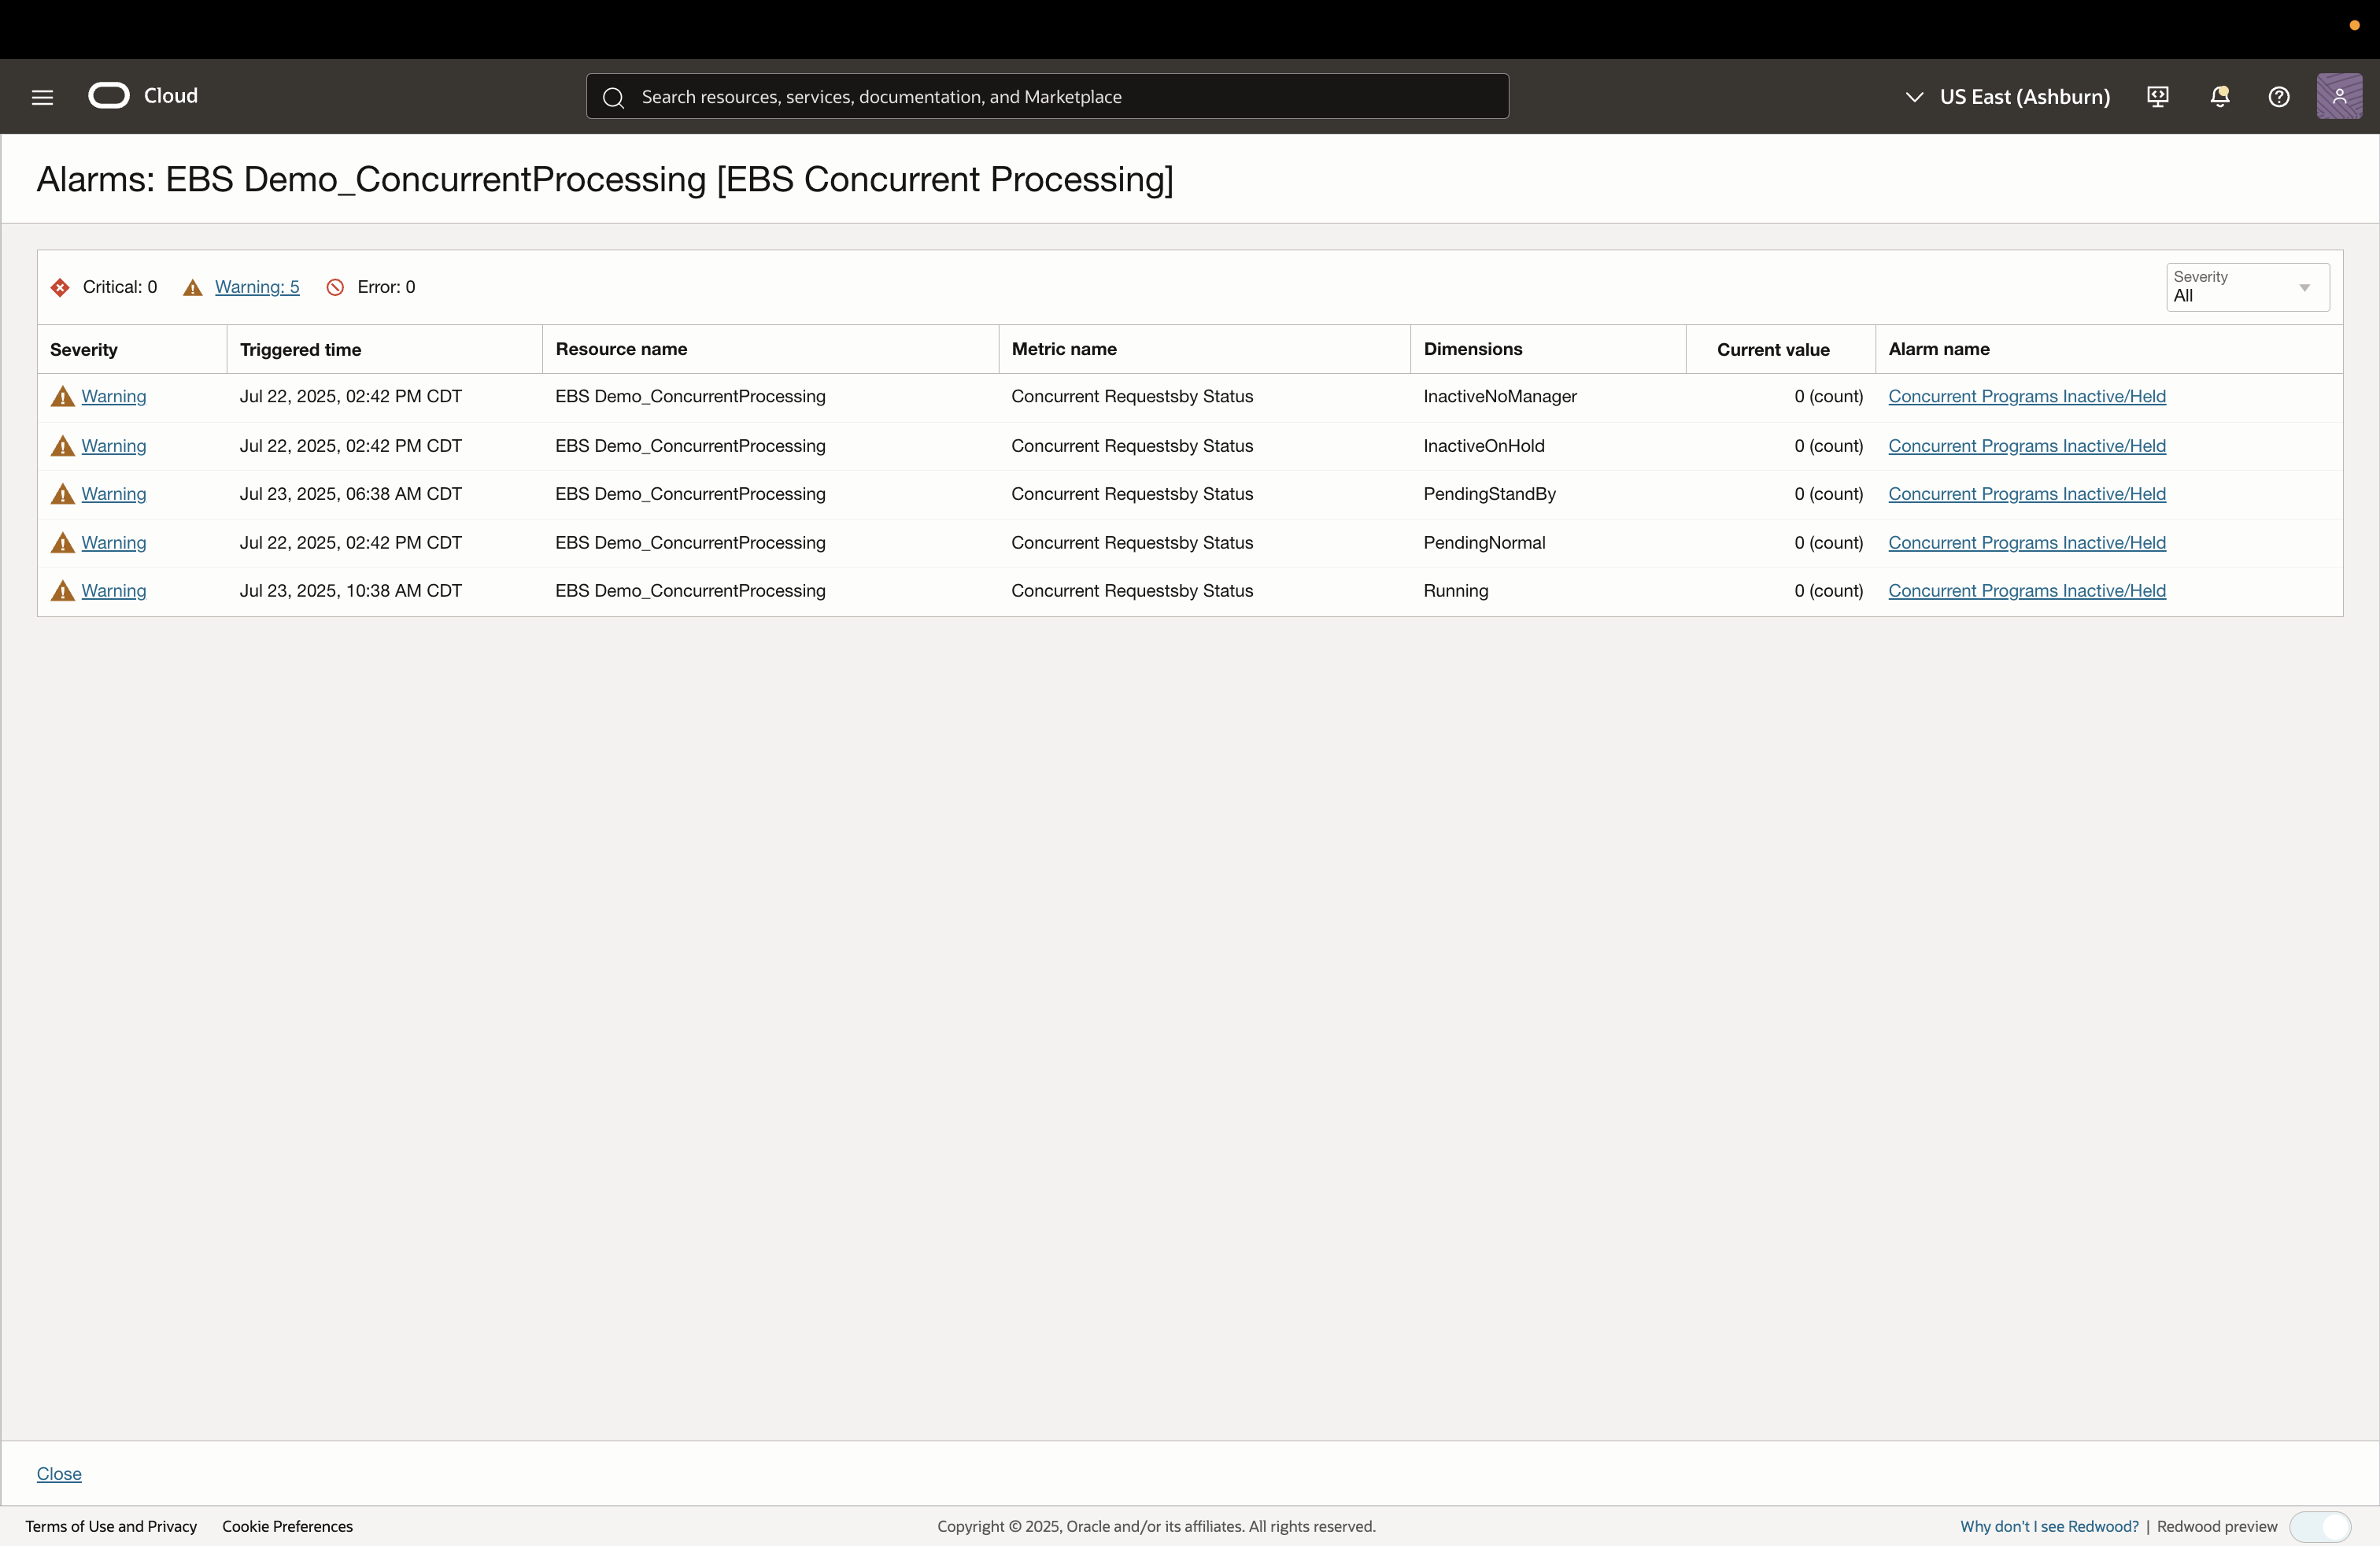 Cloud
Search resources, services, documentation, and Marketplace
US East (Ashburn)
Alarms: EBS Demo_ConcurrentProcessing [EBS Concurrent Processing]
Critical: 0 Warning: 5 Error: 0
Severity
All
Severity Triggered time Resource name Metric name Dimensions Current value Alarm name
Warning Jul 22, 2025, 02:42 PM CDT EBS Demo_ConcurrentProcessing Concurrent Requestsby Status InactiveNoManager 0 (count) Concurrent Programs Inactive/Held
Warning Jul 22, 2025, 02:42 PM CDT EBS Demo_ConcurrentProcessing Concurrent Requestsby Status InactiveOnHold 0 (count) Concurrent Programs Inactive/Held
Warning Jul 23, 2025, 06:38 AM CDT EBS Demo_ConcurrentProcessing Concurrent Requestsby Status PendingStandBy 0 (count) Concurrent Programs Inactive/Held
Warning Jul 22, 2025, 02:42 PM CDT EBS Demo_ConcurrentProcessing Concurrent Requestsby Status PendingNormal 0 (count) Concurrent Programs Inactive/Held
Warning Jul 23, 2025, 10:38 AM CDT EBS Demo_ConcurrentProcessing Concurrent Requestsby Status Running 0 (count) Concurrent Programs Inactive/Held
Close
Terms of Use and Privacy Cookie Preferences Copyright © 2025, Oracle and/or its affiliates. All rights reserved. Why don't I see Redwood? | Redwood preview